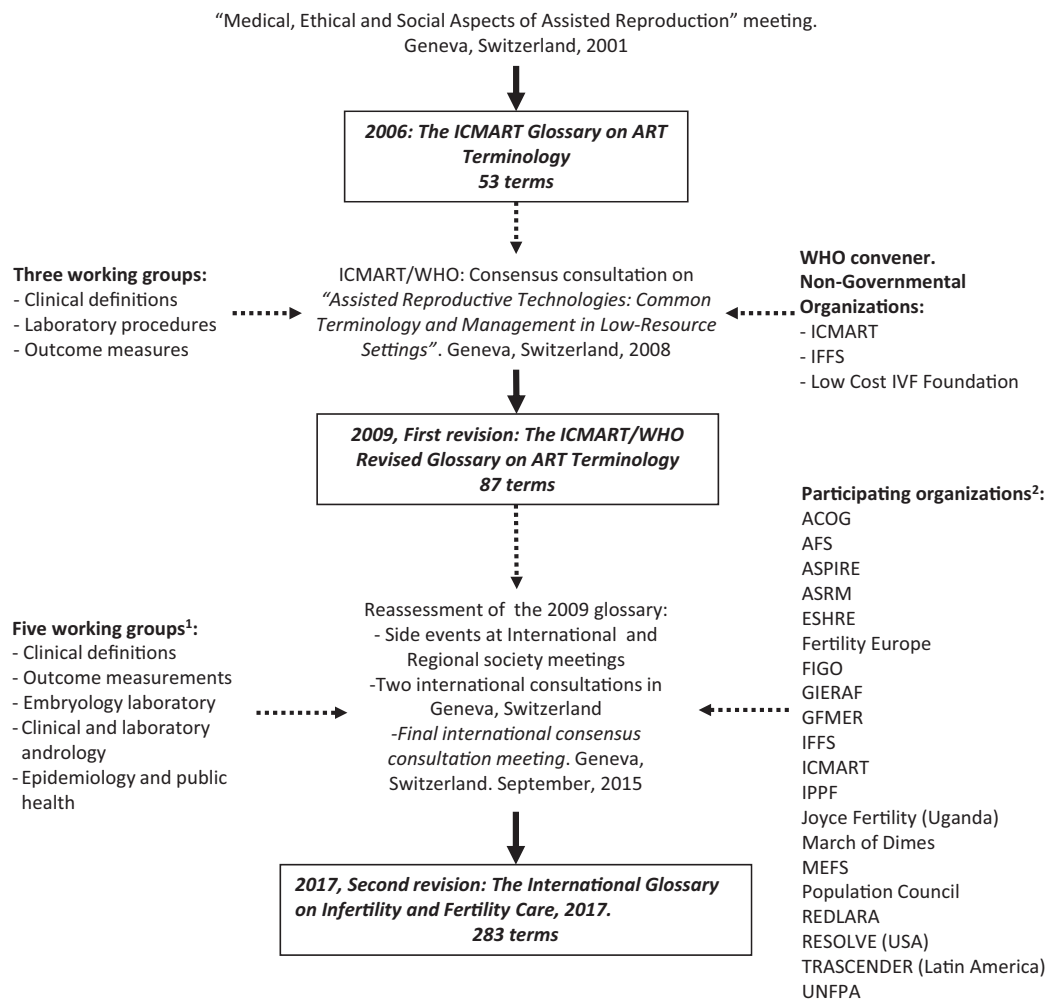 “Medical, Ethical and Social Aspects of Assisted Reproduction” meeting.
Geneva, Switzerland, 2001
2006: The ICMART Glossary on ART
Terminology
53 terms
Three working groups:
- Clinical definitions
- Laboratory procedures
- Outcome measures
ICMART/WHO: Consensus consultation on
“Assisted Reproductive Technologies: Common
Terminology and Management in Low-Resource
Settings”. Geneva, Switzerland, 2008
WHO convener.
Non-Governmental
Organizations:
- ICMART
- IFFS
- Low Cost IVF Foundation
2009, First revision: The ICMART/WHO
Revised Glossary on ART Terminology
87 terms
Five working groups¹:
- Clinical definitions
- Outcome measurements
- Embryology laboratory
- Clinical and laboratory
andrology
- Epidemiology and public
health
Reassessment of the 2009 glossary:
- Side events at International and
Regional society meetings
-Two international consultations in
Geneva, Switzerland
-Final international consensus
consultation meeting. Geneva,
Switzerland. September, 2015
Participating organizations²:
ACOG
AFS
ASPIRE
ASRM
ESHRE
Fertility Europe
FIGO
GIERAF
GFMER
IFFS
ICMART
IPPF
Joyce Fertility (Uganda)
March of Dimes
MEFS
Population Council
REDLARA
RESOLVE (USA)
TRASCENDER (Latin America)
UNFPA
2017, Second revision: The International Glossary
on Infertility and Fertility Care, 2017.
283 terms